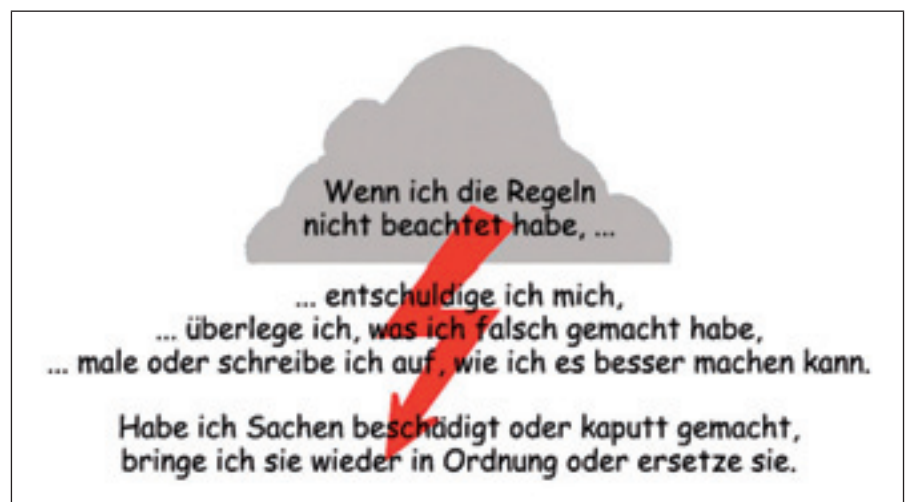 Wenn ich die Regeln
nicht beachtet habe, ...
... entschuldige ich mich,
... überlege ich, was ich falsch gemacht habe,
... male oder schreibe ich auf, wie ich es besser machen kann.
Habe ich Sachen beschädigt oder kaputt gemacht,
bringe ich sie wieder in Ordnung oder ersetze sie.